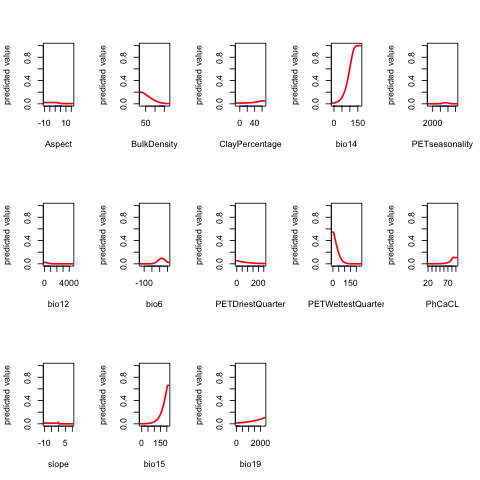 predicted value 0.0 0.4 0.8 -10 10 Aspect
predicted value 0.0 0.4 0.8 50 BulkDensity
predicted value 0.0 0.4 0.8 0 40 ClayPercentage
predicted value 0.0 0.4 0.8 0 150 bio14
predicted value 0.0 0.4 0.8 2000 PETseasonality
predicted value 0.0 0.4 0.8 0 4000 bio12
predicted value 0.0 0.4 0.8 -100 bio6
predicted value 0.0 0.4 0.8 0 200 PETDriestQuarter
predicted value 0.0 0.4 0.8 0 150 PETWettestQuarter
predicted value 0.0 0.4 0.8 20 70 PhCaCL
predicted value 0.0 0.4 0.8 -10 5 slope
predicted value 0.0 0.4 0.8 0 150 bio15
predicted value 0.0 0.4 0.8 0 2000 bio19